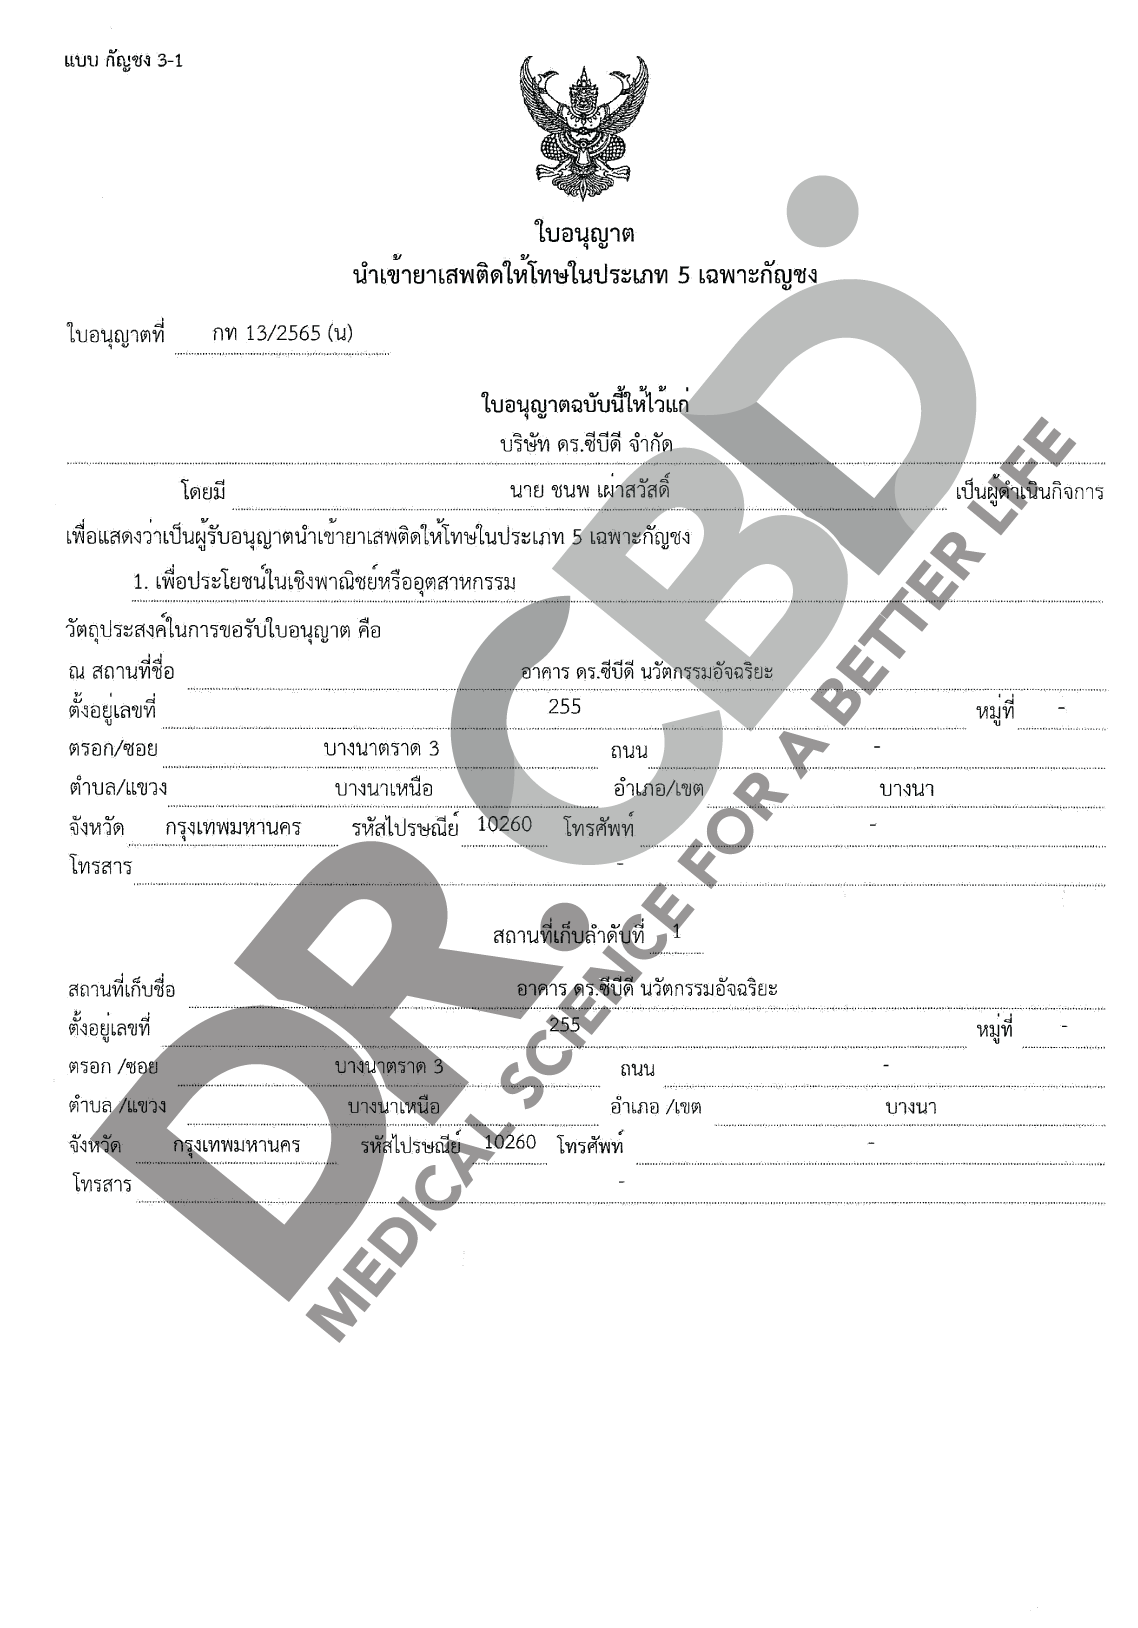 แบบ กัญชง 3-1
ใบอนุญาต
นำเข้ายาเสพติดให้โทษในประเภท 5 เฉพาะกัญชง
ใบอนุญาตที่ กท 13/2565 (น)
ใบอนุญาตฉบับนี้ให้ไว้แก่
บริษัท ดร.ซีบีดี จำกัด
โดยมี นาย ชนพ เผ่าสวัสดิ์ เป็นผู้ดำเนินกิจการ
เพื่อแสดงว่าเป็นผู้รับอนุญาตนำเข้ายาเสพติดให้โทษในประเภท 5 เฉพาะกัญชง
1. เพื่อประโยชน์ในเชิงพาณิชย์หรืออุตสาหกรรม
วัตถุประสงค์ในการขอรับใบอนุญาต คือ
ณ สถานที่ชื่อ อาคาร ดร.ซีบีดี นวัตกรรมอัจฉริยะ
ตั้งอยู่เลขที่ 255 หมู่ที่ -
ตรอก/ซอย บางนาตราด 3 ถนน -
ตำบล/แขวง บางนาเหนือ อำเภอ/เขต บางนา
จังหวัด กรุงเทพมหานคร รหัสไปรษณีย์ 10260 โทรศัพท์ -
โทรสาร -
สถานที่เก็บลำดับที่ 1
สถานที่เก็บชื่อ อาคาร ดร.ซีบีดี นวัตกรรมอัจฉริยะ
ตั้งอยู่เลขที่ 255 หมู่ที่ -
ตรอก /ซอย บางนาตราด 3 ถนน -
ตำบล /แขวง บางนาเหนือ อำเภอ /เขต บางนา
จังหวัด กรุงเทพมหานคร รหัสไปรษณีย์ 10260 โทรศัพท์ -
โทรสาร -
DR. CBD
MEDICAL SCIENCE FOR A BETTER LIFE